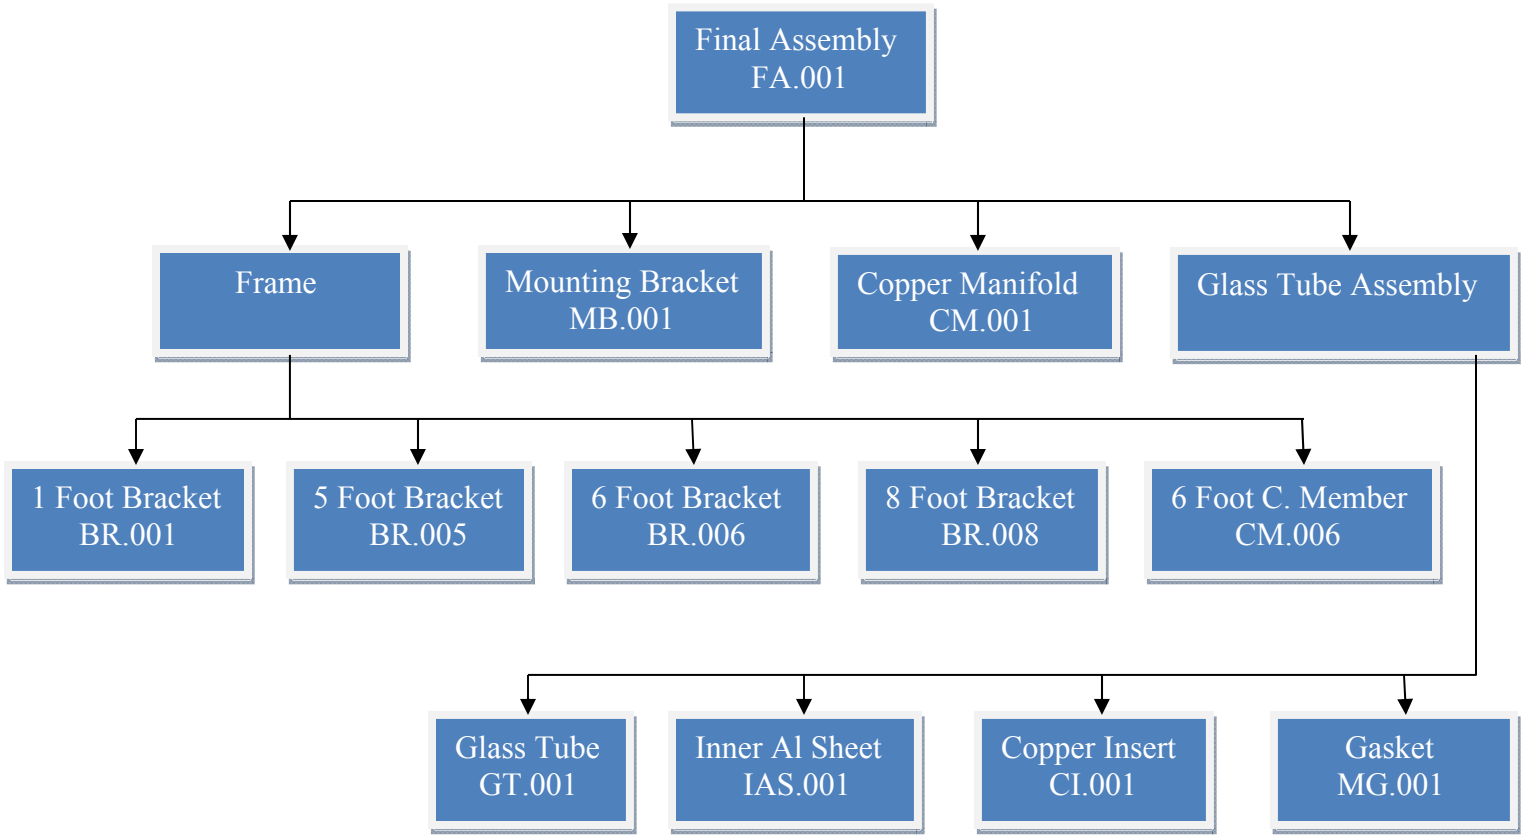 Final Assembly
FA.001
Frame
Mounting Bracket
MB.001
Copper Manifold
CM.001
Glass Tube Assembly
1 Foot Bracket
BR.001
5 Foot Bracket
BR.005
6 Foot Bracket
BR.006
8 Foot Bracket
BR.008
6 Foot C. Member
CM.006
Glass Tube
GT.001
Inner Al Sheet
IAS.001
Copper Insert
CI.001
Gasket
MG.001